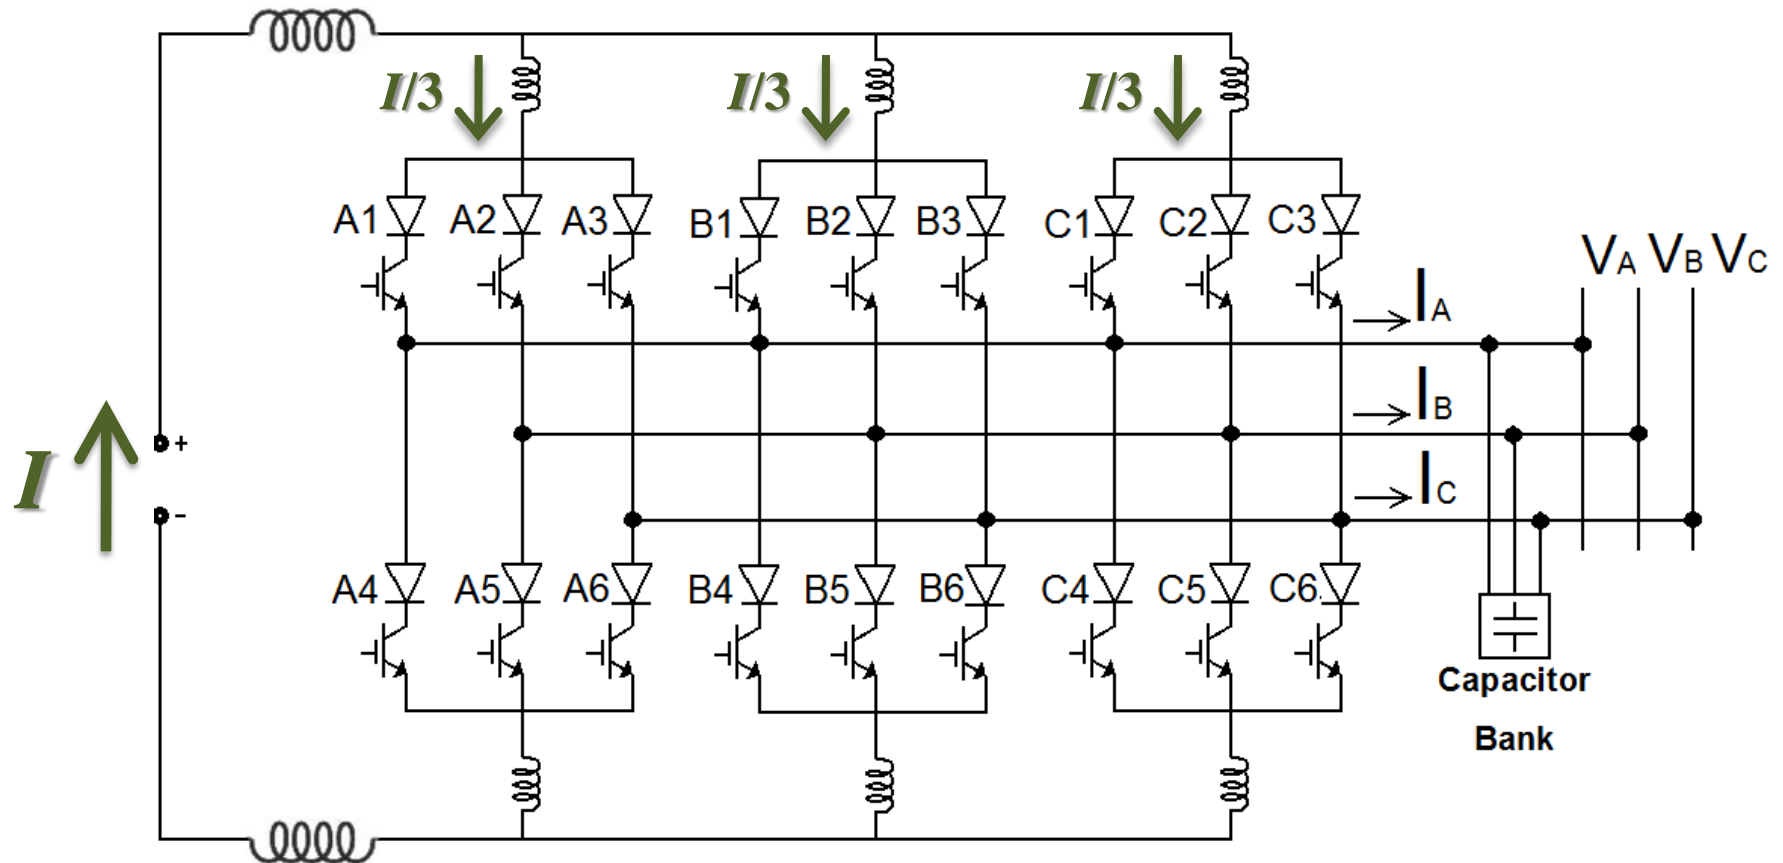 I/3 I/3 I/3
A1 A2 A3 B1 B2 B3 C1 C2 C3
VA VB VC
IA
IB
IC
+
I
-
A4 A5 A6 B4 B5 B6 C4 C5 C6.
Capacitor
Bank